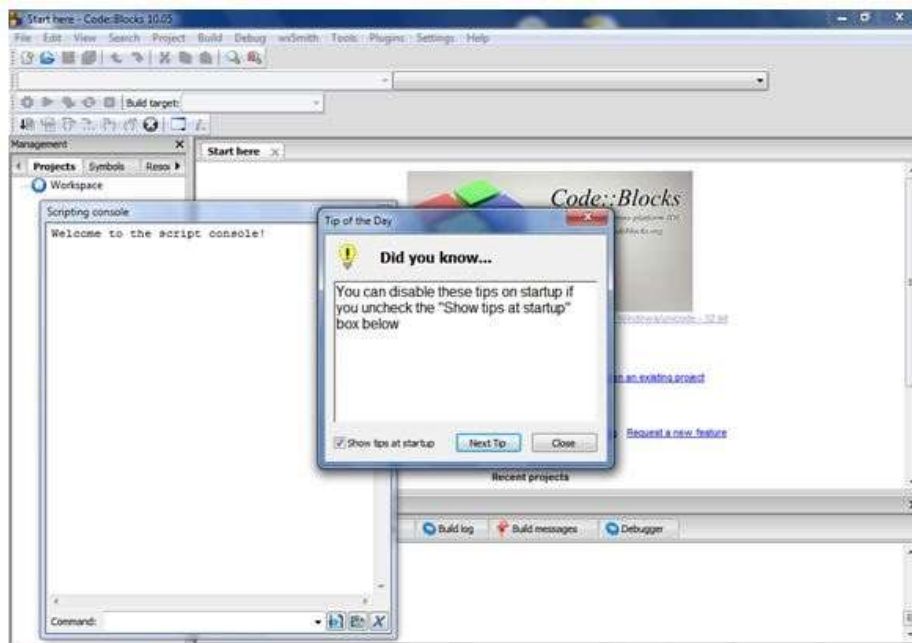 Start here - Code::Blocks 10.05
File Edit View Search Project Build Debug wxSmith Tools Plugins Settings Help
Build target:
Management
Projects Symbols
Start here
Workspace
Code::Blocks
Scripting console
Welcome to the script console!
Tip of the Day
Did you know...
You can disable these tips on startup if
you uncheck the "Show tips at startup"
box below
Show tips at startup Next Tip Close
Windows/unicode - 32 bit
an existing project
Request a new feature
Recent projects
Build log Build messages Debugger
Command: